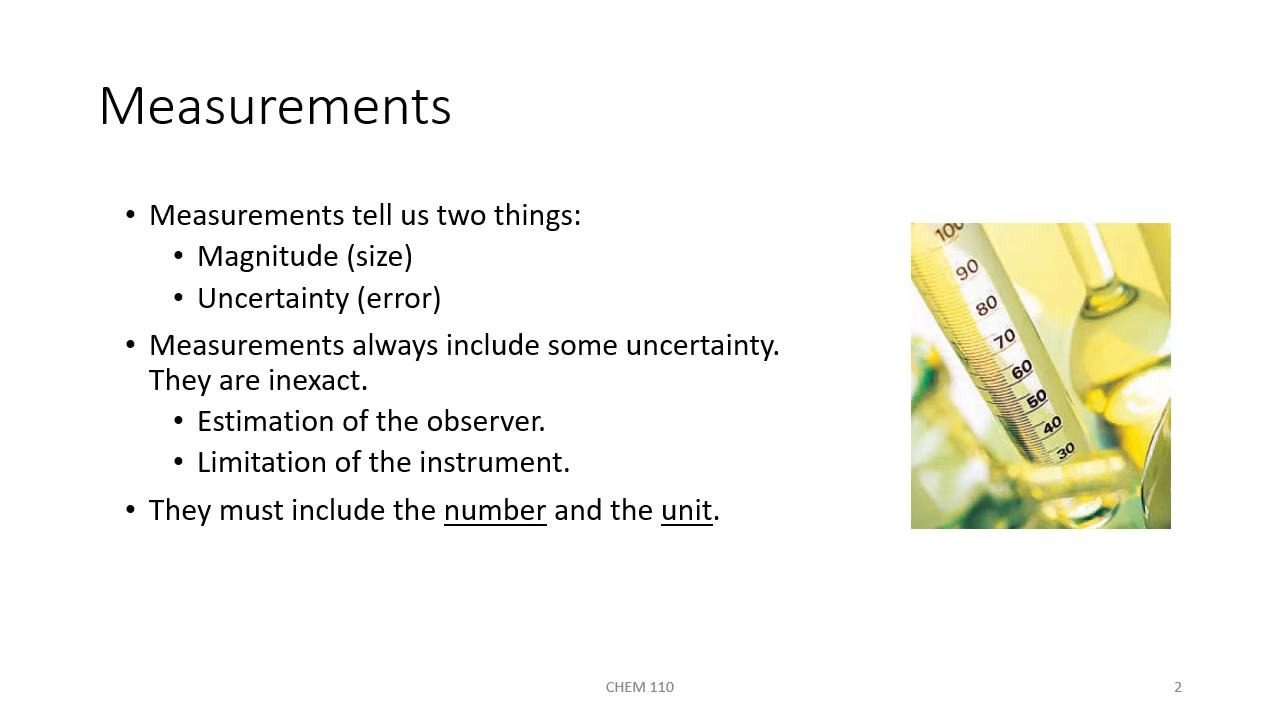 Measurements
• Measurements tell us two things:
• Magnitude (size)
• Uncertainty (error)
• Measurements always include some uncertainty.
They are inexact.
• Estimation of the observer.
• Limitation of the instrument.
• They must include the number and the unit.
100
90
80
70
60
50
40
30
CHEM 110
2